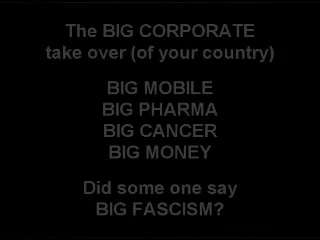 The BIG CORPORATE
take over (of your country)
BIG MOBILE
BIG PHARMA
BIG CANCER
BIG MONEY
Did some one say
BIG FASCISM?